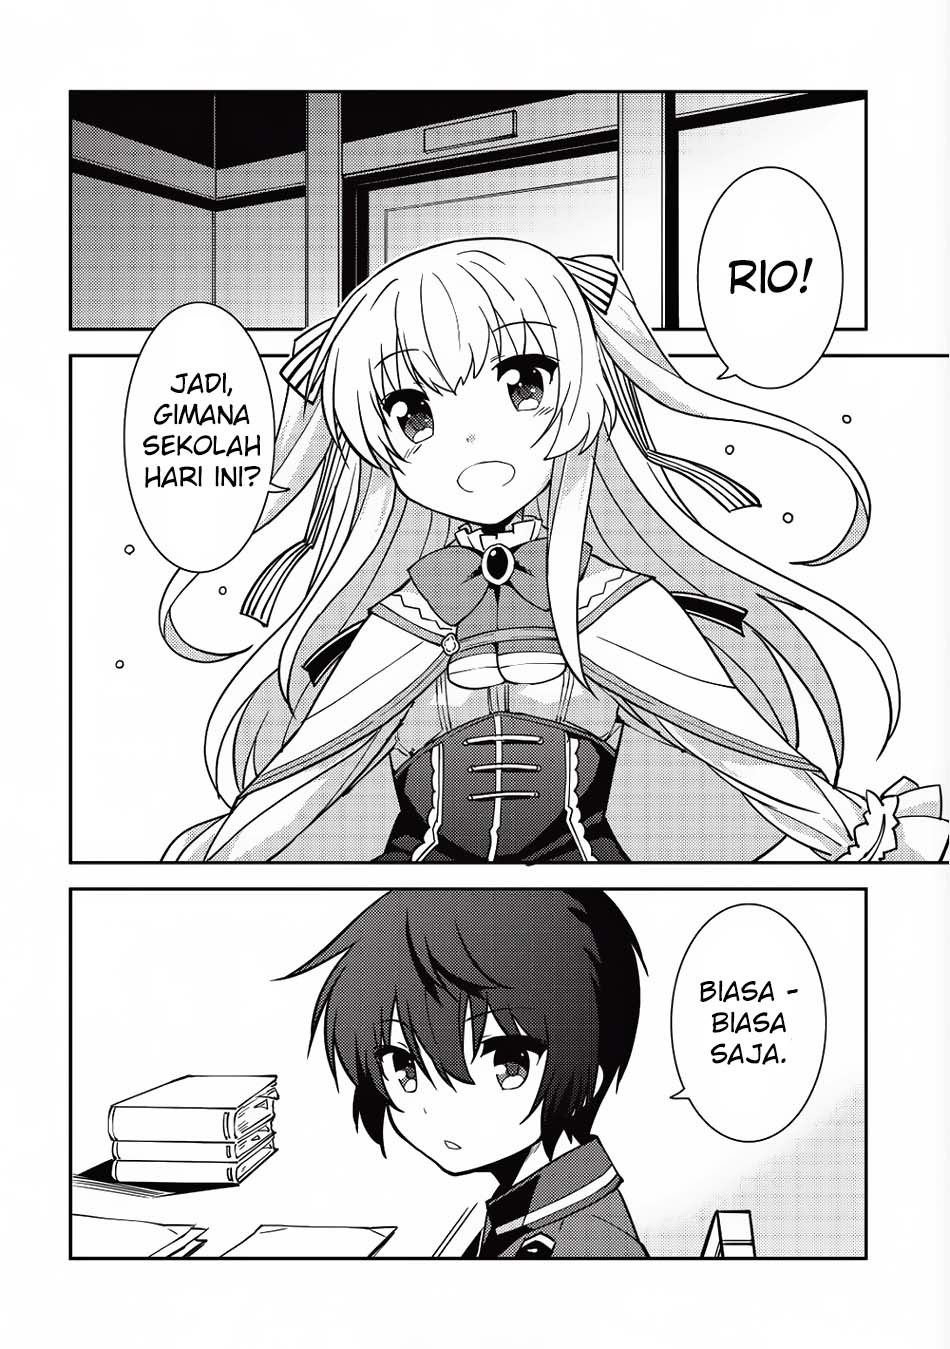 RIO!
JADI,
GIMANA
SEKOLAH
HARI INI?
BIASA -
BIASA
SAJA.